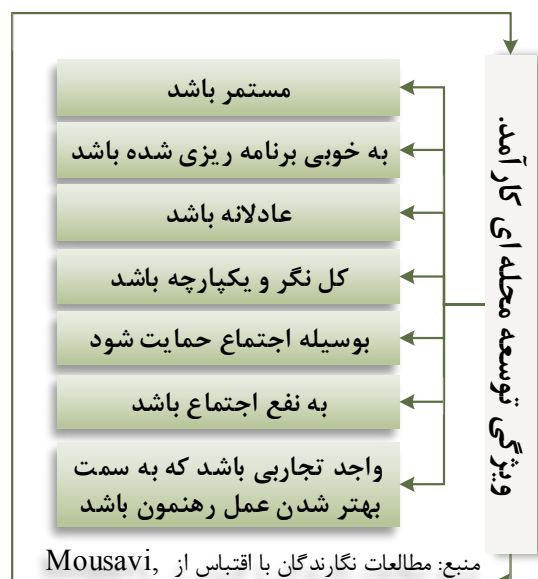 ویژگی توسعه محله ای کار آمد.
مستمر باشد
به خوبی برنامه ریزی شده باشد
عادلانه باشد
کل نگر و یکپارچه باشد
بوسیله اجتماع حمایت شود
به نفع اجتماع باشد
واجد تجاربی باشد که به سمت
بهتر شدن عمل رهنمون باشد
منبع: مطالعات نگارندگان با اقتباس از Mousavi,